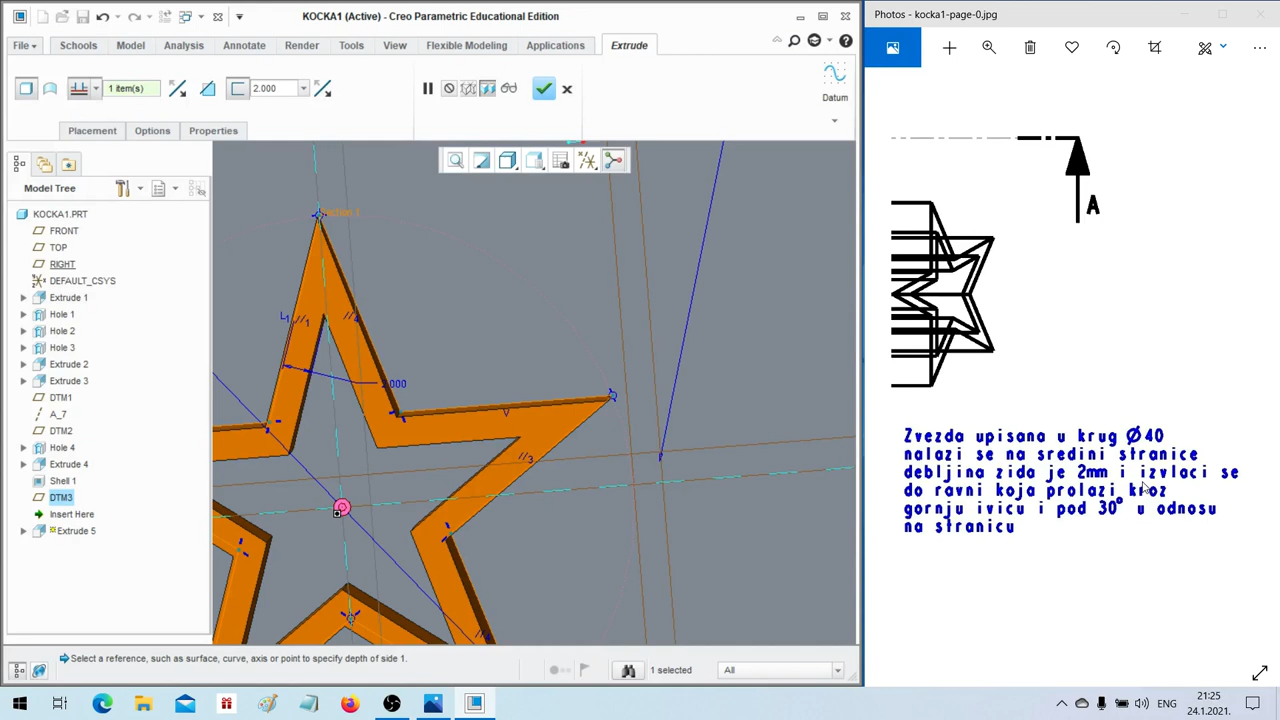 KOCKA1 (Active) - Creo Parametric Educational Edition
File
Schools
Model
Analysis
Annotate
Render
Tools
View
Flexible Modeling
Applications
Extrude
1 item(s)
2.000
Datum
Placement
Options
Properties
Model Tree
KOCKA1.PRT
FRONT
TOP
RIGHT
DEFAULT_CSYS
Extrude 1
Hole 1
Hole 2
Hole 3
Extrude 2
Extrude 3
DTM1
A_7
DTM2
Hole 4
Extrude 4
Shell 1
DTM3
Insert Here
Extrude 5
Section 1
L1
//1
//4
2.000
V
//3
Select a reference, such as surface, curve, axis or point to specify depth of side 1.
1 selected
All
Photos - kocka1-page-0.jpg
A
Zvezda upisana u krug Ø40
nalazi se na sredini stranice
debljina zida je 2mm i izvlaci se
do ravni koja prolazi kroz
gornju ivicu i pod 30° u odnosu
na stranicu
ENG
21:25
24.1.2021.